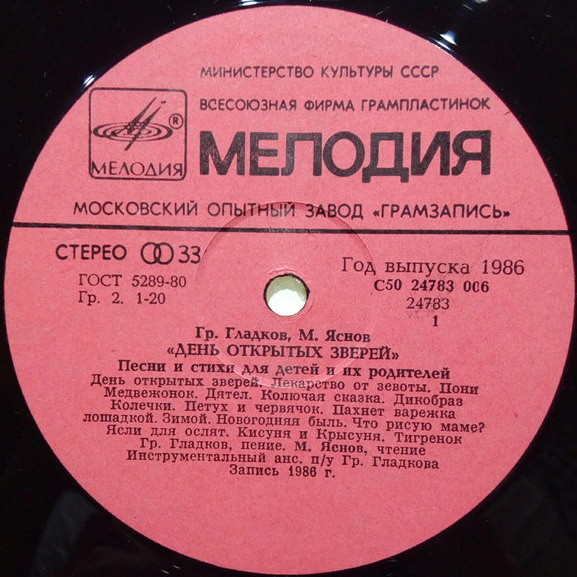 МИНИСТЕРСТВО КУЛЬТУРЫ СССР
ВСЕСОЮЗНАЯ ФИРМА ГРАМПЛАСТИНОК
® МЕЛОДИЯ
МЕЛОДИЯ
МОСКОВСКИЙ ОПЫТНЫЙ ЗАВОД «ГРАМЗАПИСЬ»
СТЕРЕО 33
Год выпуска 1986
ГОСТ 5289-80
С50 24783 006
Гр. 2. 1-20
24783
1
Гр. Гладков, М. Яснов
«ДЕНЬ ОТКРЫТЫХ ЗВЕРЕЙ»
Песни и стихи для детей и их родителей
День открытых зверей. Лекарство от зевоты. Пони
Медвежонок. Дятел. Колючая сказка. Дикобраз
Колечки. Петух и червячок. Пахнет варежка
лошадкой. Зимой. Новогодняя быль. Что рисую маме?
Ясли для ослят. Кисуня и Крысуня. Тигренок
Гр. Гладков, пение. М. Яснов, чтение
Инструментальный анс. п/у Гр. Гладкова
Запись 1986 г.